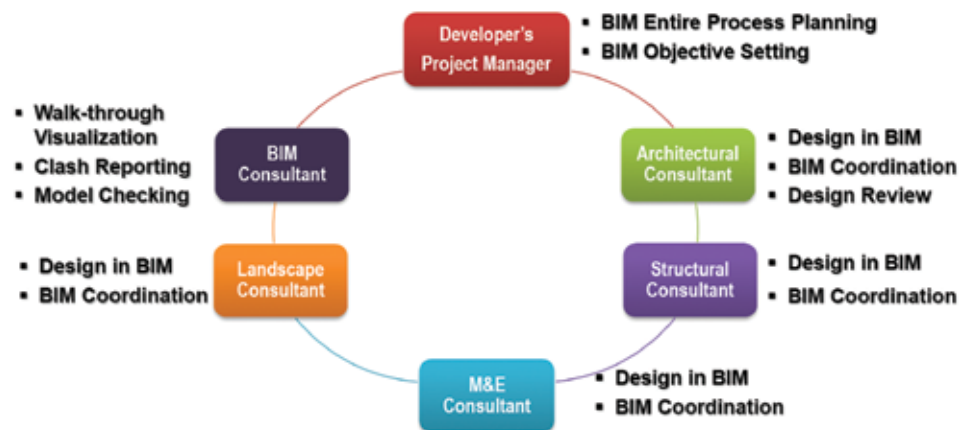 Developer's
Project Manager
▪ BIM Entire Process Planning
▪ BIM Objective Setting
Architectural
Consultant
▪ Design in BIM
▪ BIM Coordination
▪ Design Review
Structural
Consultant
▪ Design in BIM
▪ BIM Coordination
M&E
Consultant
▪ Design in BIM
▪ BIM Coordination
Landscape
Consultant
▪ Design in BIM
▪ BIM Coordination
BIM
Consultant
▪ Walk-through
Visualization
▪ Clash Reporting
▪ Model Checking